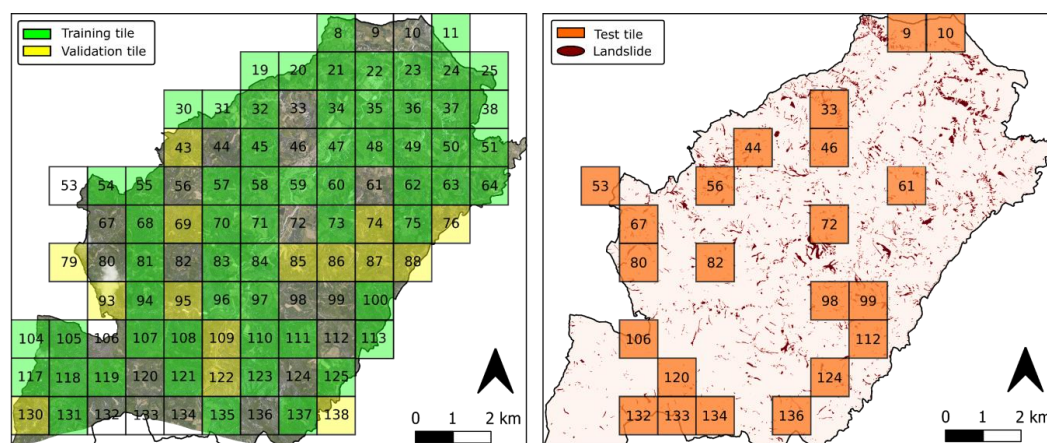 Training tile
Validation tile
8 9 10 11
19 20 21 22 23 24 25
30 31 32 33 34 35 36 37 38
43 44 45 46 47 48 49 50 51
53 54 55 56 57 58 59 60 61 62 63 64
67 68 69 70 71 72 73 74 75 76
79 80 81 82 83 84 85 86 87 88
93 94 95 96 97 98 99 100
104 105 106 107 108 109 110 111 112 113
117 118 119 120 121 122 123 124 125
130 131 132 133 134 135 136 137 138
0 1 2 km
Test tile
Landslide
9 10
33
44 46
53 56 61
67 72
80 82
98 99
106 112
120 124
132 133 134 136
0 1 2 km